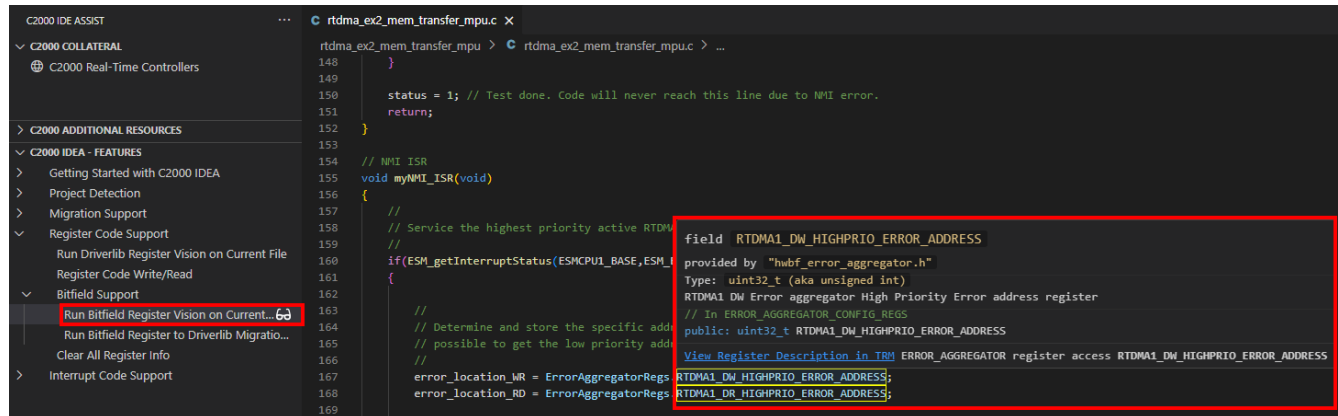 C2000 IDE ASSIST
...
C2000 COLLATERAL
C2000 Real-Time Controllers
C2000 ADDITIONAL RESOURCES
C2000 IDEA - FEATURES
Getting Started with C2000 IDEA
Project Detection
Migration Support
Register Code Support
Run Driverlib Register Vision on Current File
Register Code Write/Read
Bitfield Support
Run Bitfield Register Vision on Current...
Run Bitfield Register to Driverlib Migratio...
Clear All Register Info
Interrupt Code Support
C rtdma_ex2_mem_transfer_mpu.c ×
rtdma_ex2_mem_transfer_mpu > C rtdma_ex2_mem_transfer_mpu.c > ...
148 }
149
150 status = 1; // Test done. Code will never reach this line due to NMI error.
151 return;
152 }
153
154 // NMI ISR
155 void myNMI_ISR(void)
156 {
157 //
158 // Service the highest priority active RTDM
159 //
160 if(ESM_getInterruptStatus(ESMCPU1_BASE,ESM_
161 {
162
163 //
164 // Determine and store the specific add
165 // possible to get the low priority add
166 //
167 error_location_WR = ErrorAggregatorRegs.RTDMA1_DW_HIGHPRIO_ERROR_ADDRESS;
168 error_location_RD = ErrorAggregatorRegs.RTDMA1_DR_HIGHPRIO_ERROR_ADDRESS;
169
field RTDMA1_DW_HIGHPRIO_ERROR_ADDRESS
provided by "hwbf_error_aggregator.h"
Type: uint32_t (aka unsigned int)
RTDMA1 DW Error aggregator High Priority Error address register
// In ERROR_AGGREGATOR_CONFIG_REGS
public: uint32_t RTDMA1_DW_HIGHPRIO_ERROR_ADDRESS
View Register Description in TRM ERROR_AGGREGATOR register access RTDMA1_DW_HIGHPRIO_ERROR_ADDRESS